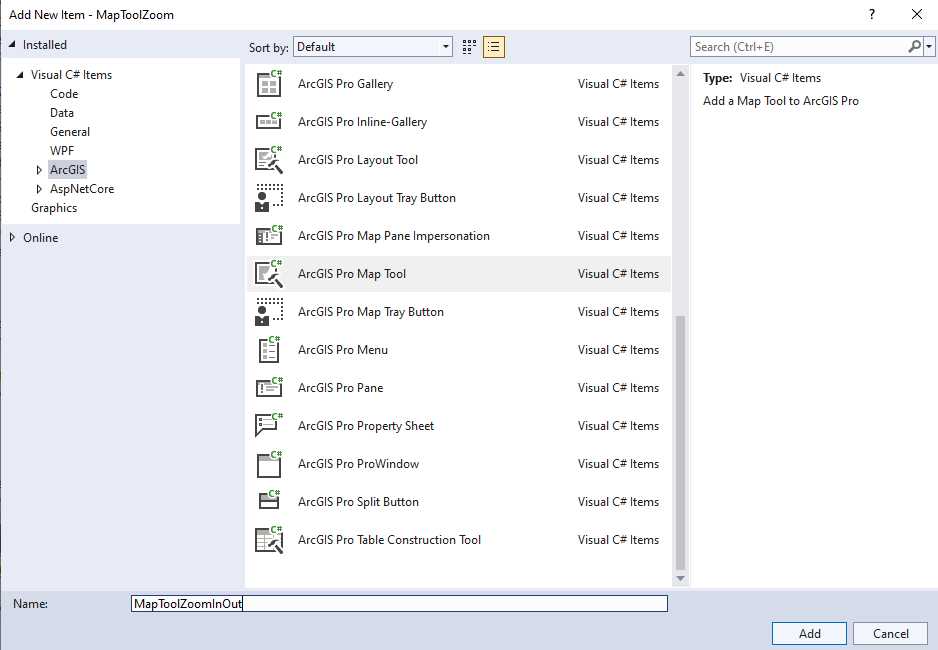 Add New Item - MapToolZoom
?
Installed
Visual C# Items
Code
Data
General
WPF
ArcGIS
AspNetCore
Graphics
Online
Sort by: Default
Search (Ctrl+E)
C# ArcGIS Pro Gallery Visual C# Items
C# ArcGIS Pro Inline-Gallery Visual C# Items
C# ArcGIS Pro Layout Tool Visual C# Items
ArcGIS Pro Layout Tray Button Visual C# Items
C# ArcGIS Pro Map Pane Impersonation Visual C# Items
C# ArcGIS Pro Map Tool Visual C# Items
ArcGIS Pro Map Tray Button Visual C# Items
C# ArcGIS Pro Menu Visual C# Items
C# ArcGIS Pro Pane Visual C# Items
C# ArcGIS Pro Property Sheet Visual C# Items
C# ArcGIS Pro ProWindow Visual C# Items
C# ArcGIS Pro Split Button Visual C# Items
C# ArcGIS Pro Table Construction Tool Visual C# Items
Type: Visual C# Items
Add a Map Tool to ArcGIS Pro
Name: MapToolZoomInOut
Add Cancel